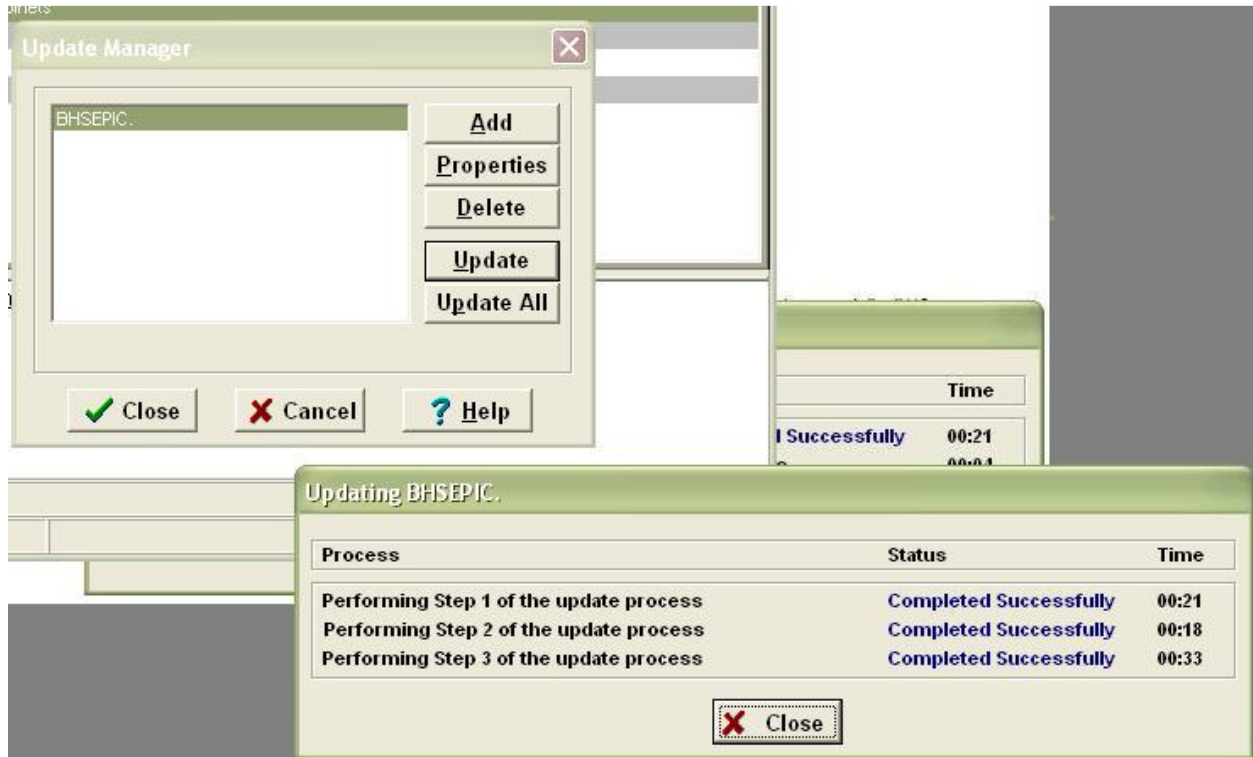 Update Manager
BHSEPIC.
Add
Properties
Delete
Update
Update All
Close
Cancel
? Help
Time
Successfully 00:21
Updating BHSEPIC.
Process Status Time
Performing Step 1 of the update process Completed Successfully 00:21
Performing Step 2 of the update process Completed Successfully 00:18
Performing Step 3 of the update process Completed Successfully 00:33
Close